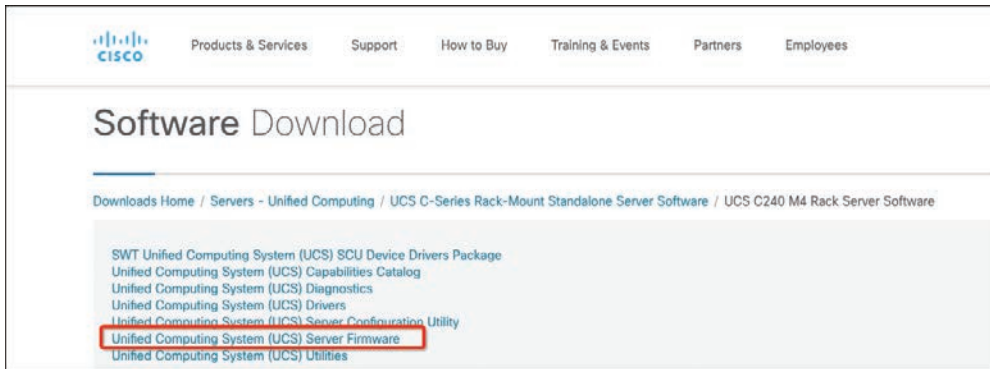 CISCO
Products & Services Support How to Buy Training & Events Partners Employees
Software Download
Downloads Home / Servers - Unified Computing / UCS C-Series Rack-Mount Standalone Server Software / UCS C240 M4 Rack Server Software
SWT Unified Computing System (UCS) SCU Device Drivers Package
Unified Computing System (UCS) Capabilities Catalog
Unified Computing System (UCS) Diagnostics
Unified Computing System (UCS) Drivers
Unified Computing System (UCS) Server Configuration Utility
Unified Computing System (UCS) Server Firmware
Unified Computing System (UCS) Utilities